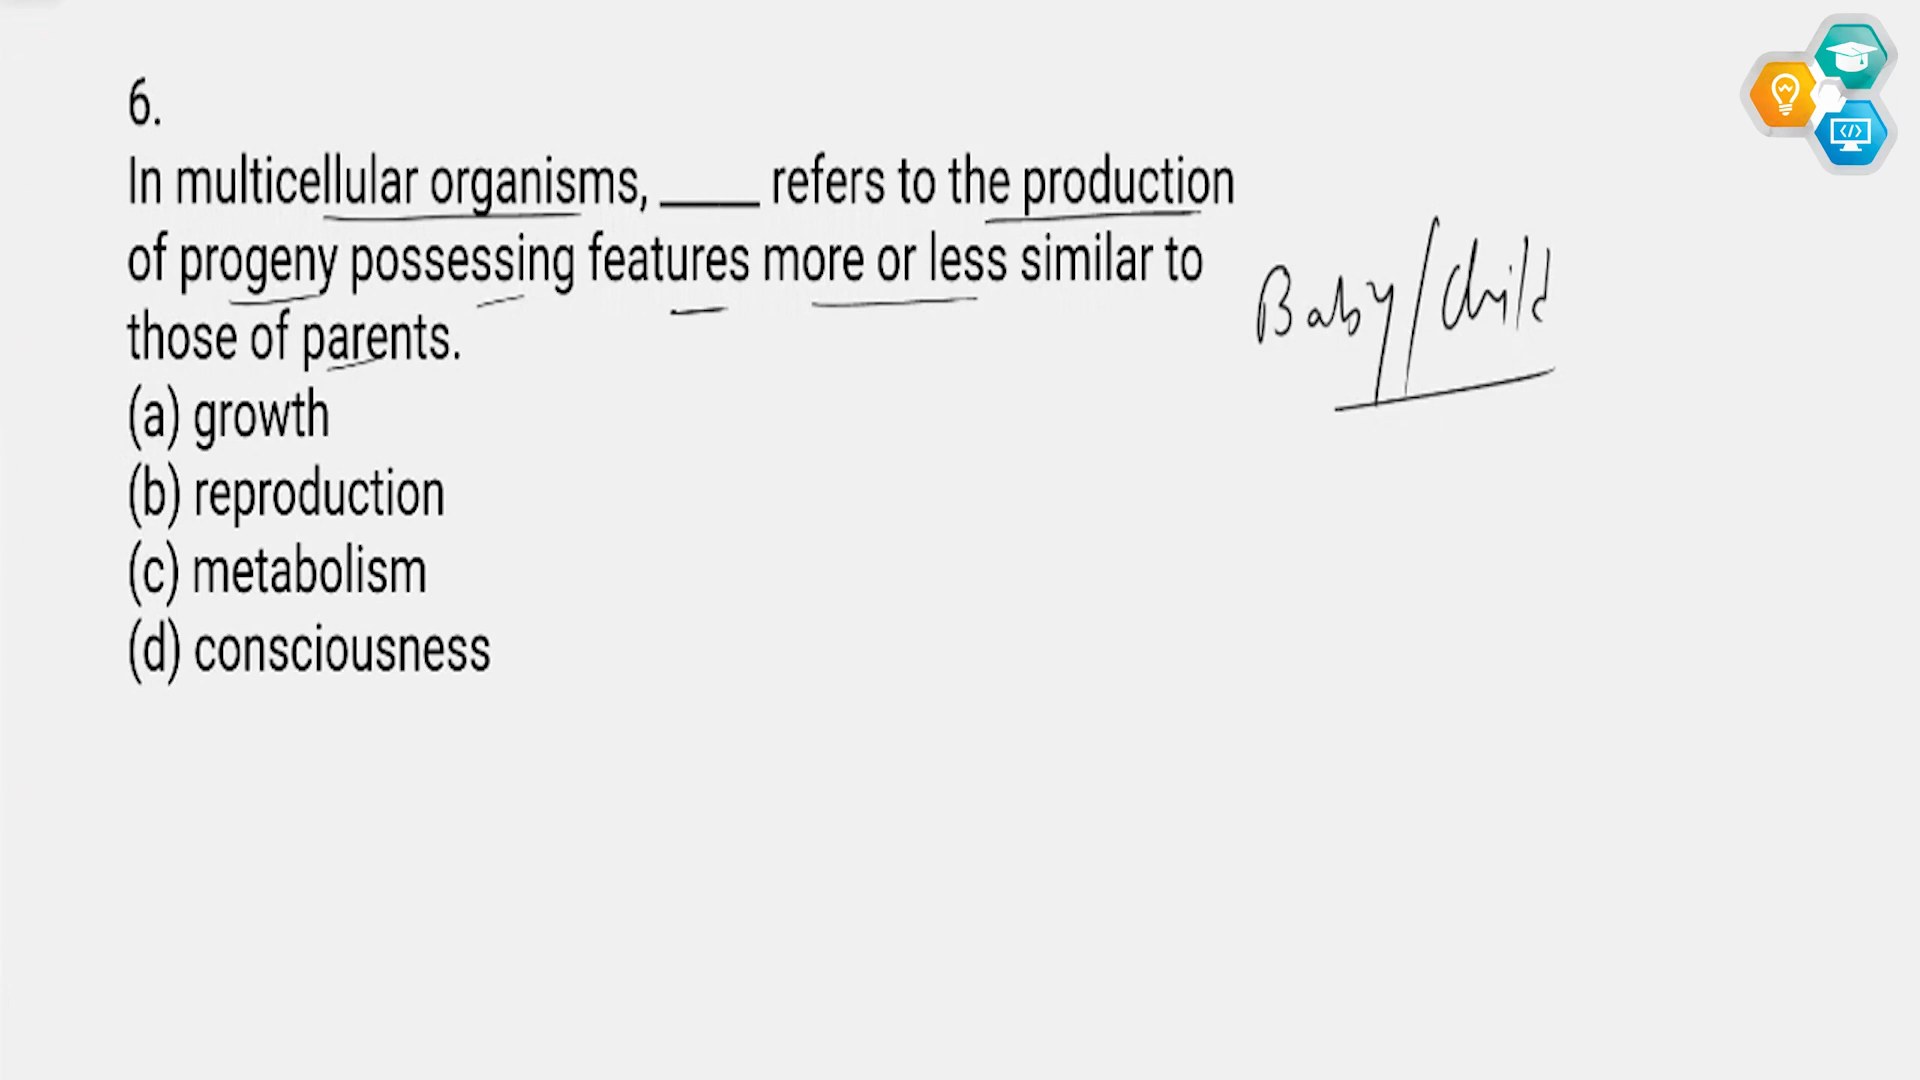 6.
In multicellular organisms, ____ refers to the production
of progeny possessing features more or less similar to
those of parents.
Baby/child
(a) growth
(b) reproduction
(c) metabolism
(d) consciousness